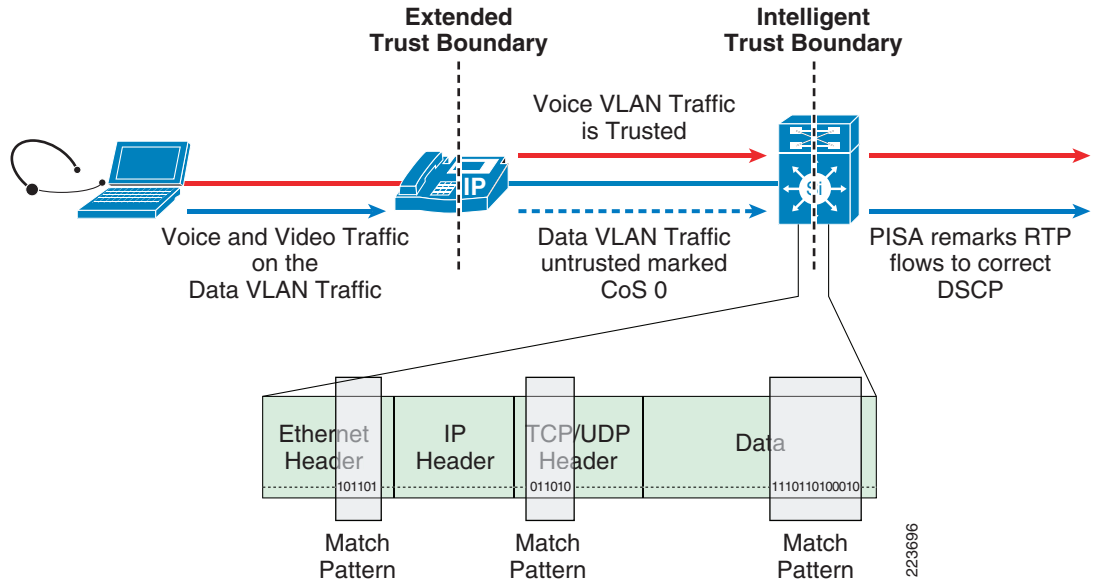 Extended
Trust Boundary
Intelligent
Trust Boundary
Voice VLAN Traffic
is Trusted
IP
Si
Voice and Video Traffic
on the
Data VLAN Traffic
Data VLAN Traffic
untrusted marked
CoS 0
PISA remarks RTP
flows to correct
DSCP
Ethernet
Header
IP
Header
TCP/UDP
Header
Data
101101
011010
1110110100010
Match
Pattern
Match
Pattern
Match
Pattern
223696